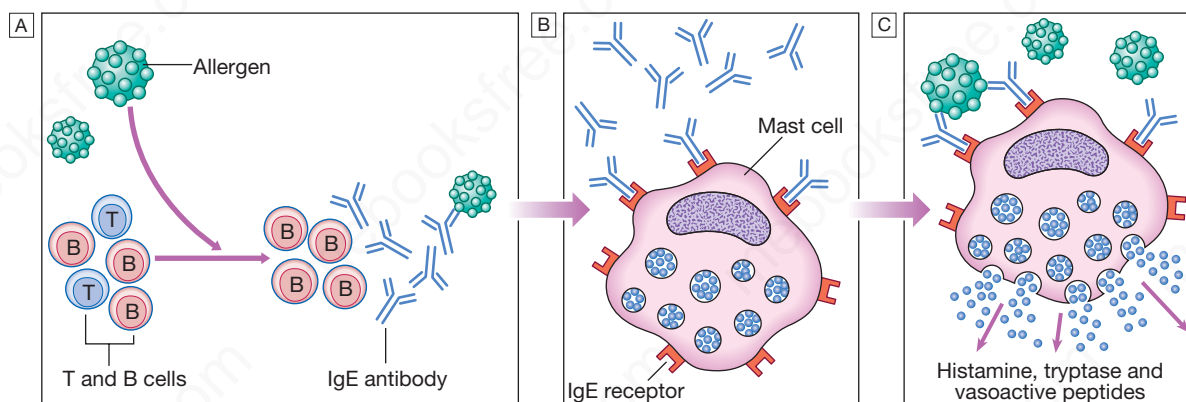 A
Allergen
T
B
B
T
B
T and B cells
B
B
B
B
IgE antibody
B
Mast cell
IgE receptor
C
Histamine, tryptase and
vasoactive peptides